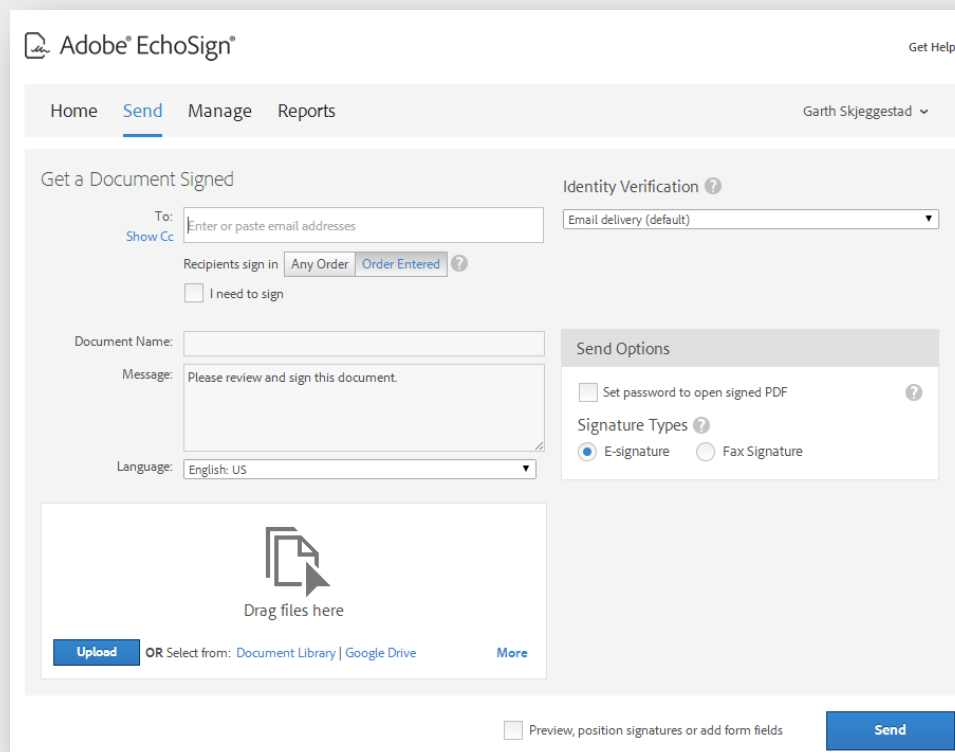 Adobe® EchoSign®
Get Help
Home Send Manage Reports
Garth Skjeggestad
Get a Document Signed
To:
Show Cc
Enter or paste email addresses
Recipients sign in Any Order Order Entered ?
I need to sign
Identity Verification ?
Email delivery (default)
Document Name:
Message:
Please review and sign this document.
Language:
English: US
Send Options
Set password to open signed PDF ?
Signature Types ?
E-signature Fax Signature
Drag files here
Upload OR Select from: Document Library | Google Drive More
Preview, position signatures or add form fields
Send